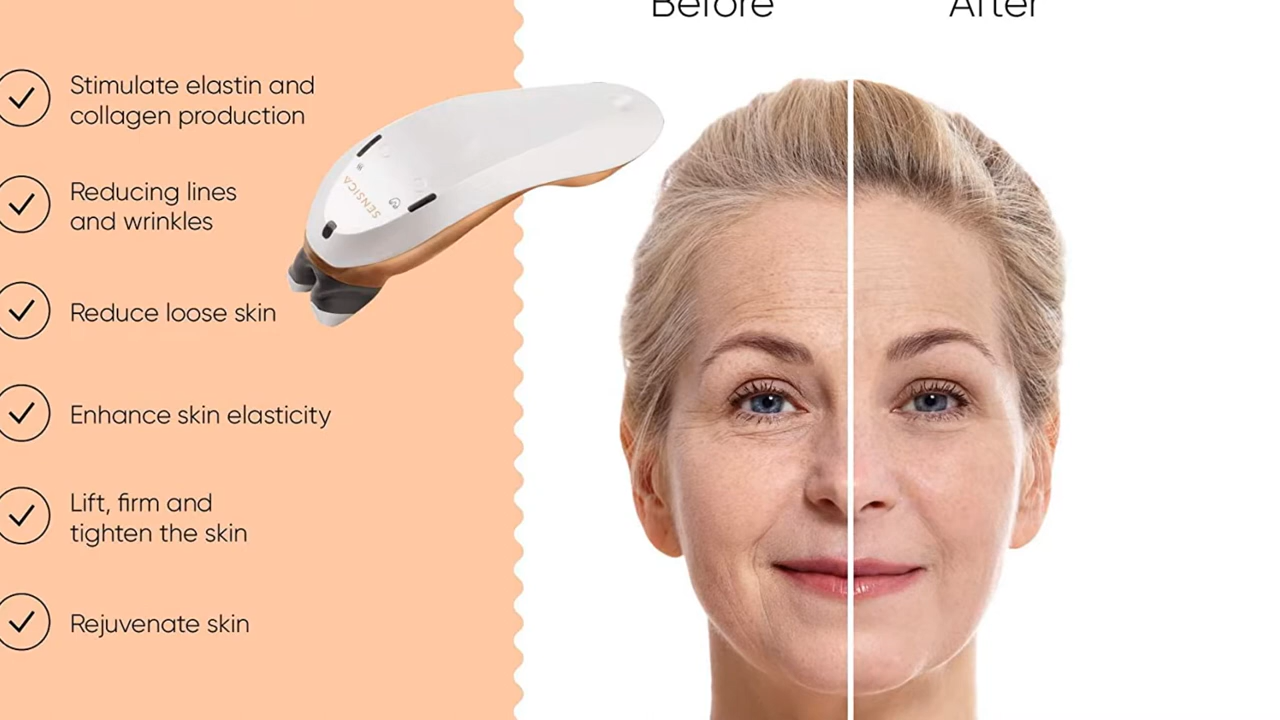 Before
After
Stimulate elastin and
collagen production
Reducing lines
and wrinkles
Reduce loose skin
Enhance skin elasticity
Lift, firm and
tighten the skin
Rejuvenate skin
SENSICA